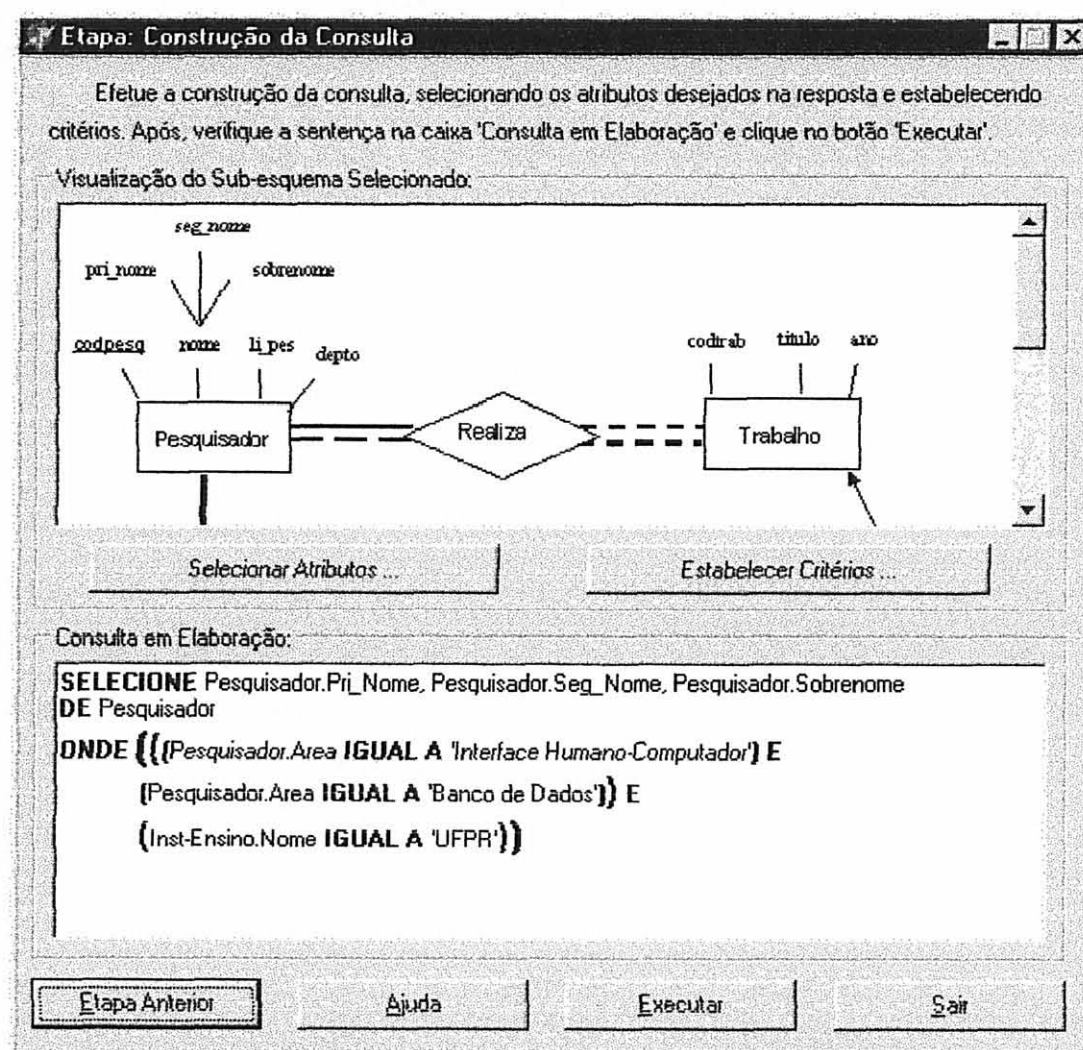 Etapa: Construção da Consulta
Efetue a construção da consulta, selecionando os atributos desejados na resposta e estabelecendo
critérios. Após, verifique a sentença na caixa 'Consulta em Elaboração' e clique no botão 'Executar'.
Visualização do Sub-esquema Selecionado:
seg_nome
pri_nome sobrenome
codpesq nome li_pes depto codtrab titulo ano
Pesquisador Realiza Trabalho
Selecionar Atributos ... Estabelecer Critérios ...
Consulta em Elaboração:
SELECIONE Pesquisador.Pri_Nome, Pesquisador.Seg_Nome, Pesquisador.Sobrenome
DE Pesquisador
ONDE (((Pesquisador.Area IGUAL A 'Interface Humano-Computador') E
(Pesquisador.Area IGUAL A 'Banco de Dados')) E
(Inst-Ensino.Nome IGUAL A 'UFPR'))
Etapa Anterior Ajuda Executar Sair